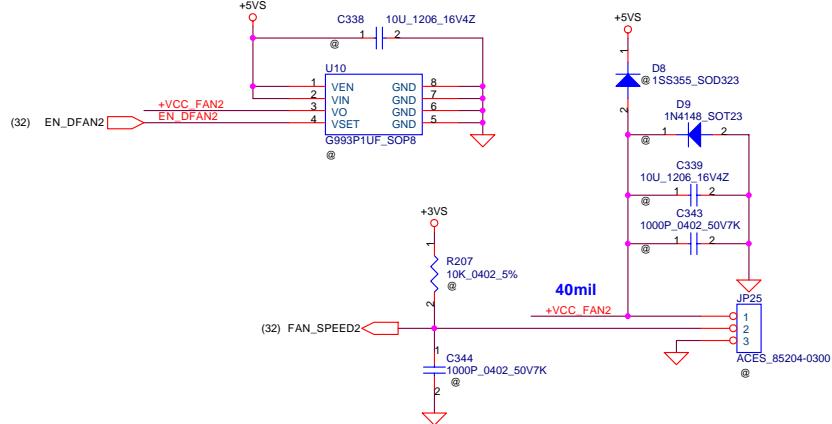 +5VS
C338 10U_1206_16V4Z
1 2
@
U10
1 VEN GND 8
2 VIN GND 7
+VCC_FAN2 3 VO GND 6
(32) EN_DFAN2 EN_DFAN2 4 VSET GND 5
G993P1UF_SOP8
@
+5VS
1
D8
@ 1SS355_SOD323
2
D9
1N4148_SOT23
1 2
@
C339
10U_1206_16V4Z
1 2
@
C343
1000P_0402_50V7K
1 2
@
+3VS
1
R207
10K_0402_5%
@
2
40mil
+VCC_FAN2
(32) FAN_SPEED2
JP25
1
2
3
ACES_85204-0300
@
1
C344
1000P_0402_50V7K
@
2